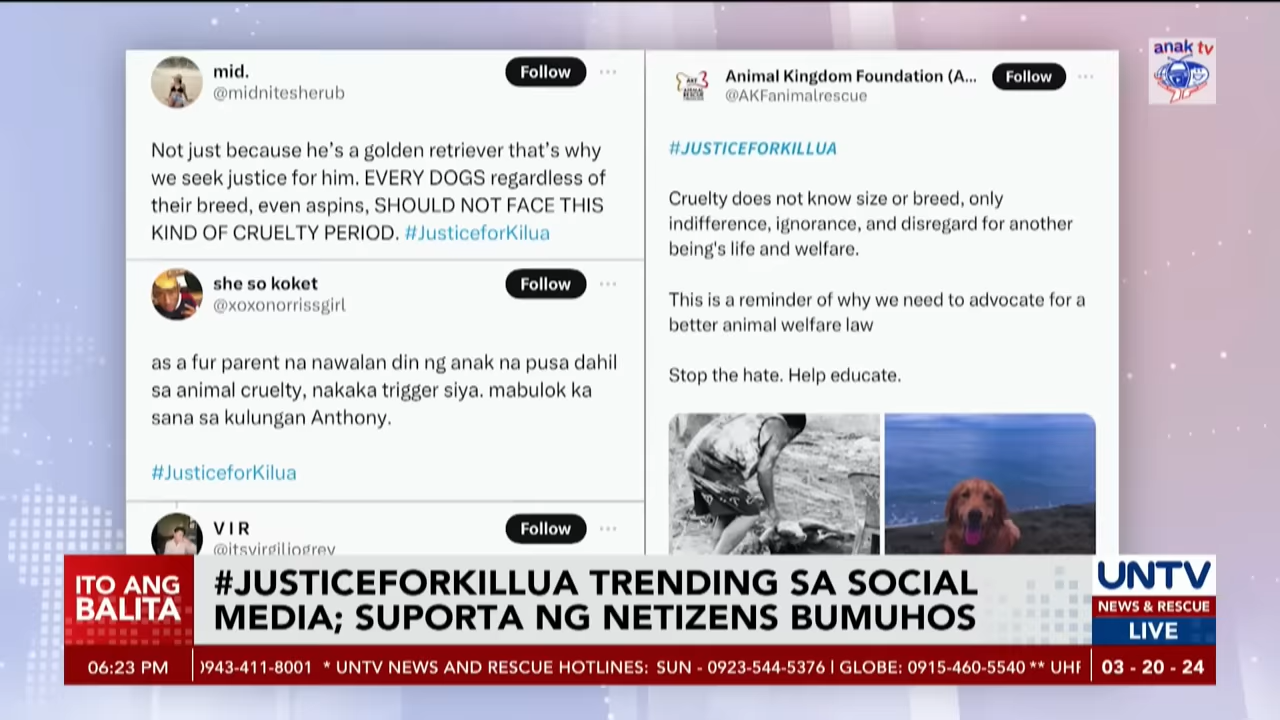 mid.
@midnitesherub
Follow
Not just because he's a golden retriever that's why
we seek justice for him. EVERY DOGS regardless of
their breed, even aspins, SHOULD NOT FACE THIS
KIND OF CRUELTY PERIOD. #JusticeforKilua
she so koket
@xoxonorrissgirl
Follow
as a fur parent na nawalan din ng anak na pusa dahil
sa animal cruelty, nakaka trigger siya. mabulok ka
sana sa kulungan Anthony.
#JusticeforKilua
V I R
@itsvirgiliogrey
Follow
Animal Kingdom Foundation (A...
@AKFanimalrescue
Follow
#JUSTICEFORKILLUA
Cruelty does not know size or breed, only
indifference, ignorance, and disregard for another
being's life and welfare.
This is a reminder of why we need to advocate for a
better animal welfare law
Stop the hate. Help educate.
anak tv
ITO ANG
BALITA
#JUSTICEFORKILLUA TRENDING SA SOCIAL
MEDIA; SUPORTA NG NETIZENS BUMUHOS
UNTV
NEWS & RESCUE
LIVE
06:23 PM
0943-411-8001 * UNTV NEWS AND RESCUE HOTLINES: SUN - 0923-544-5376 | GLOBE: 0915-460-5540 ** UHF
03 - 20 - 24